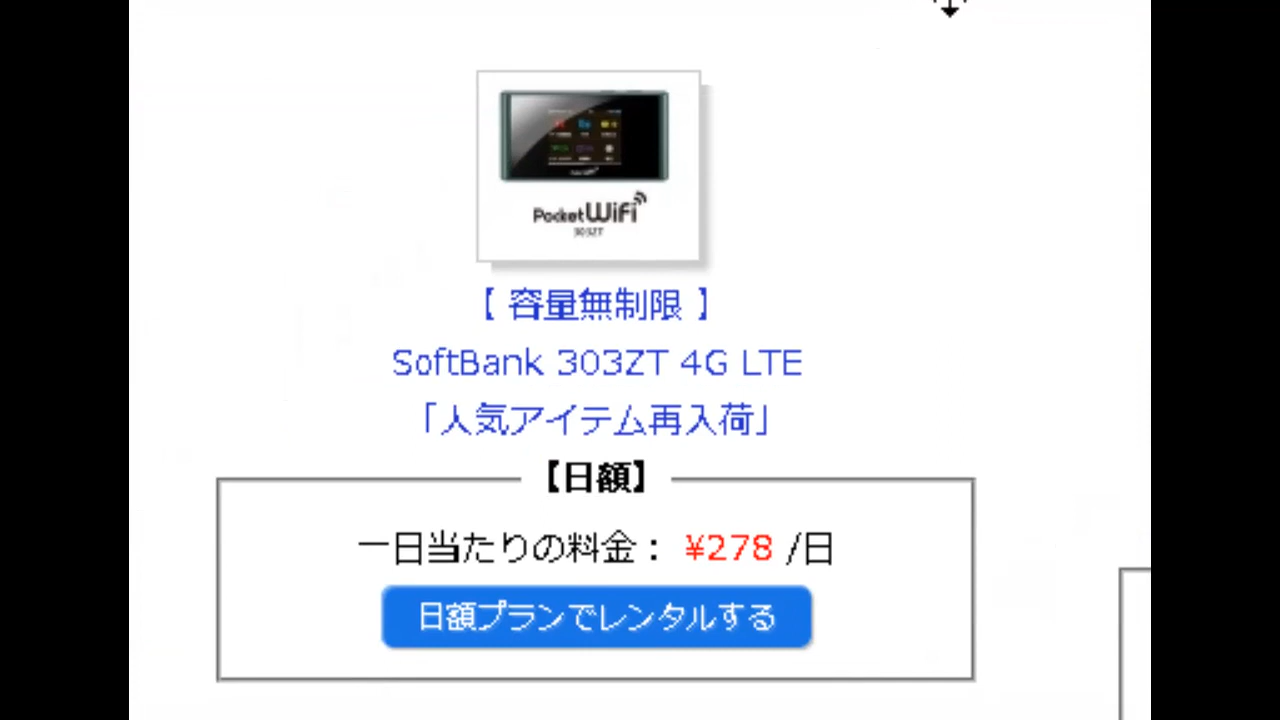 Pocket WiFi
303ZT
【 容量無制限 】
SoftBank 303ZT 4G LTE
「人気アイテム再入荷」
【日額】
一日当たりの料金： ¥278 /日
日額プランでレンタルする